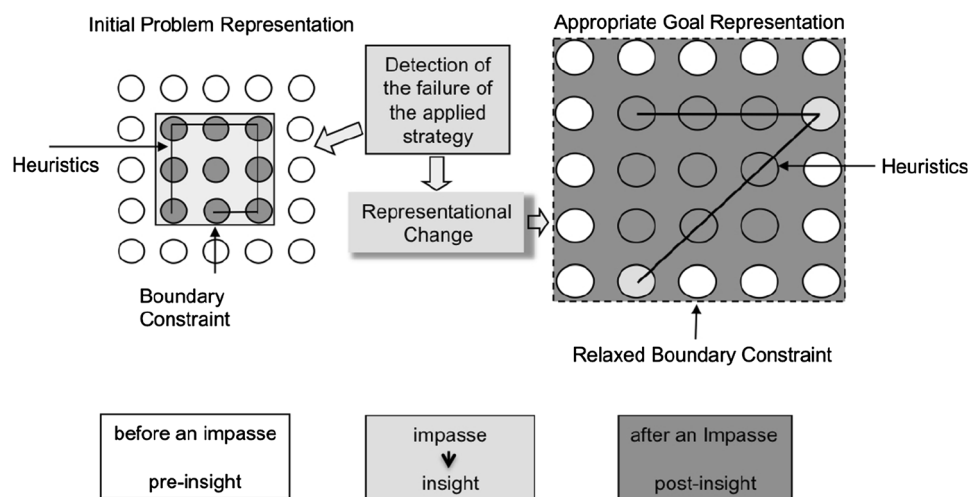 Initial Problem Representation
Appropriate Goal Representation
Detection of
the failure of
the applied
strategy
Heuristics
Heuristics
Representational
Change
Boundary
Constraint
Relaxed Boundary Constraint
before an impasse
pre-insight
impasse
insight
after an Impasse
post-insight